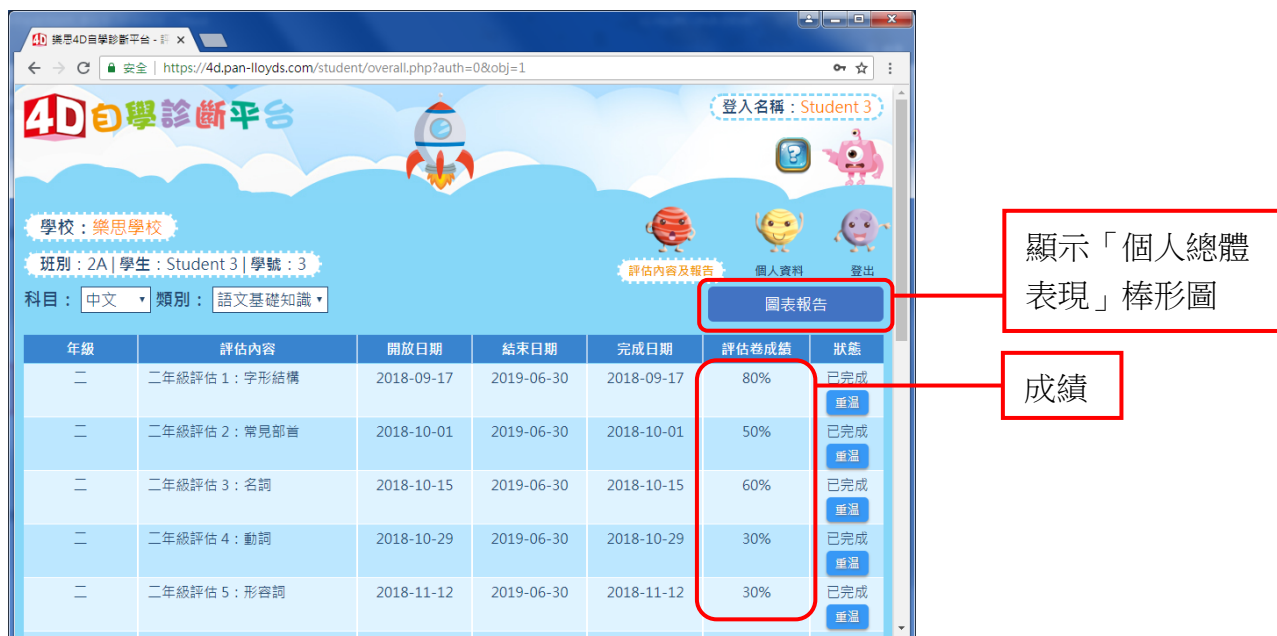 樂思4D自學診斷平台 - 評
安全 | https://4d.pan-lloyds.com/student/overall.php?auth=0&obj=1
4D自學診斷平台
登入名稱：Student 3
學校：樂思學校
班別：2A | 學生：Student 3 | 學號：3
評估內容及報告 個人資料 登出
科目： 中文 類別： 語文基礎知識
圖表報告
顯示「個人總體
表現」棒形圖
年級 評估內容 開放日期 結束日期 完成日期 評估卷成績 狀態
二 二年級評估 1：字形結構 2018-09-17 2019-06-30 2018-09-17 80% 已完成
重温
成績
二 二年級評估 2：常見部首 2018-10-01 2019-06-30 2018-10-01 50% 已完成
重温
二 二年級評估 3：名詞 2018-10-15 2019-06-30 2018-10-15 60% 已完成
重温
二 二年級評估 4：動詞 2018-10-29 2019-06-30 2018-10-29 30% 已完成
重温
二 二年級評估 5：形容詞 2018-11-12 2019-06-30 2018-11-12 30% 已完成
重温